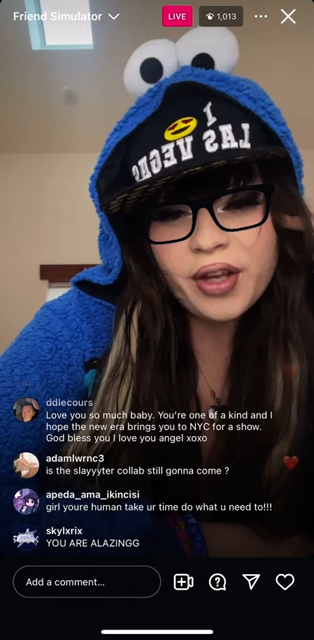 Friend Simulator
LIVE
1,013
I
LAS VEGAS
ddlecours
Love you so much baby. You're one of a kind and I
hope the new era brings you to NYC for a show.
God bless you I love you angel xoxo
adamlwrnc3
is the slayyyter collab still gonna come ?
apeda_ama_ikincisi
girl youre human take ur time do what u need to!!!
skylxrix
YOU ARE ALAZINGG
Add a comment...